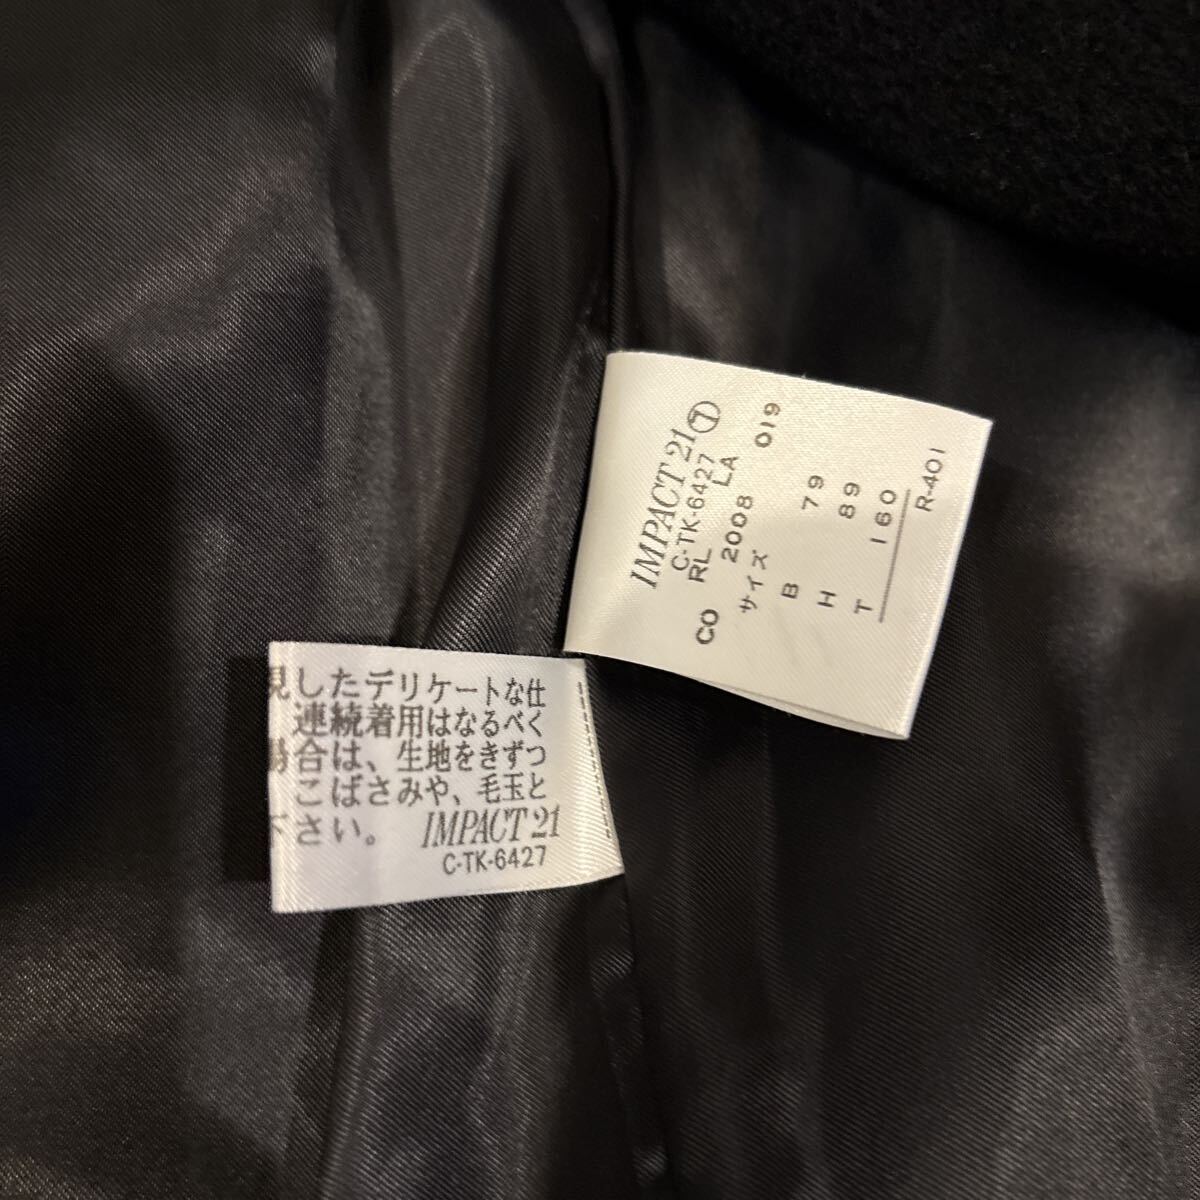 IMPACT 21 ⑦
C-TK-6427
RL LA
CO 2008 019
サイズ
B 79
H 89
T 160
R-401
したデリケートな仕
連続着用はなるべく
場合は、生地をきずつ
こばさみや、毛玉と
下さい。 IMPACT 21
C-TK-6427